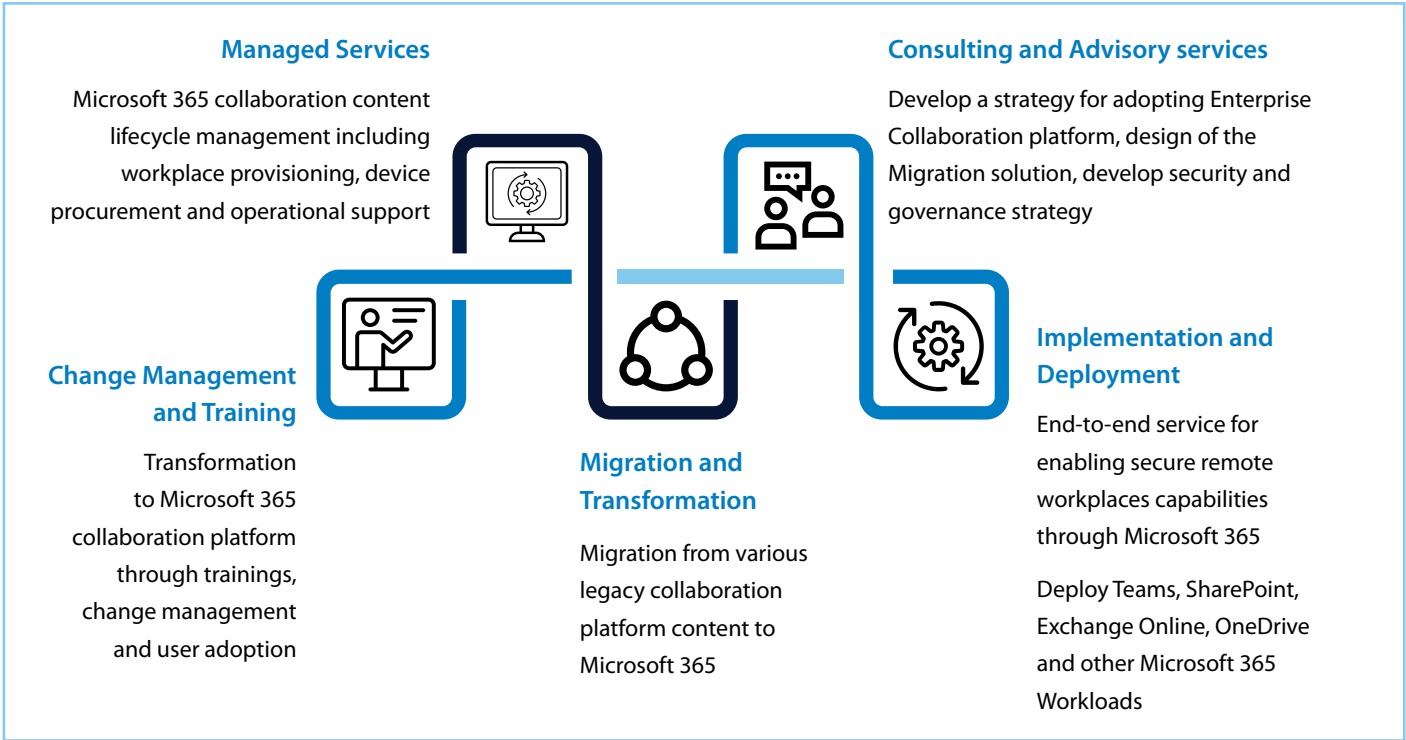 Managed Services
Microsoft 365 collaboration content
lifecycle management including
workplace provisioning, device
procurement and operational support
Consulting and Advisory services
Develop a strategy for adopting Enterprise
Collaboration platform, design of the
Migration solution, develop security and
governance strategy
Change Management
and Training
Transformation
to Microsoft 365
collaboration platform
through trainings,
change management
and user adoption
Migration and
Transformation
Migration from various
legacy collaboration
platform content to
Microsoft 365
Implementation and
Deployment
End-to-end service for
enabling secure remote
workplaces capabilities
through Microsoft 365
Deploy Teams, SharePoint,
Exchange Online, OneDrive
and other Microsoft 365
Workloads